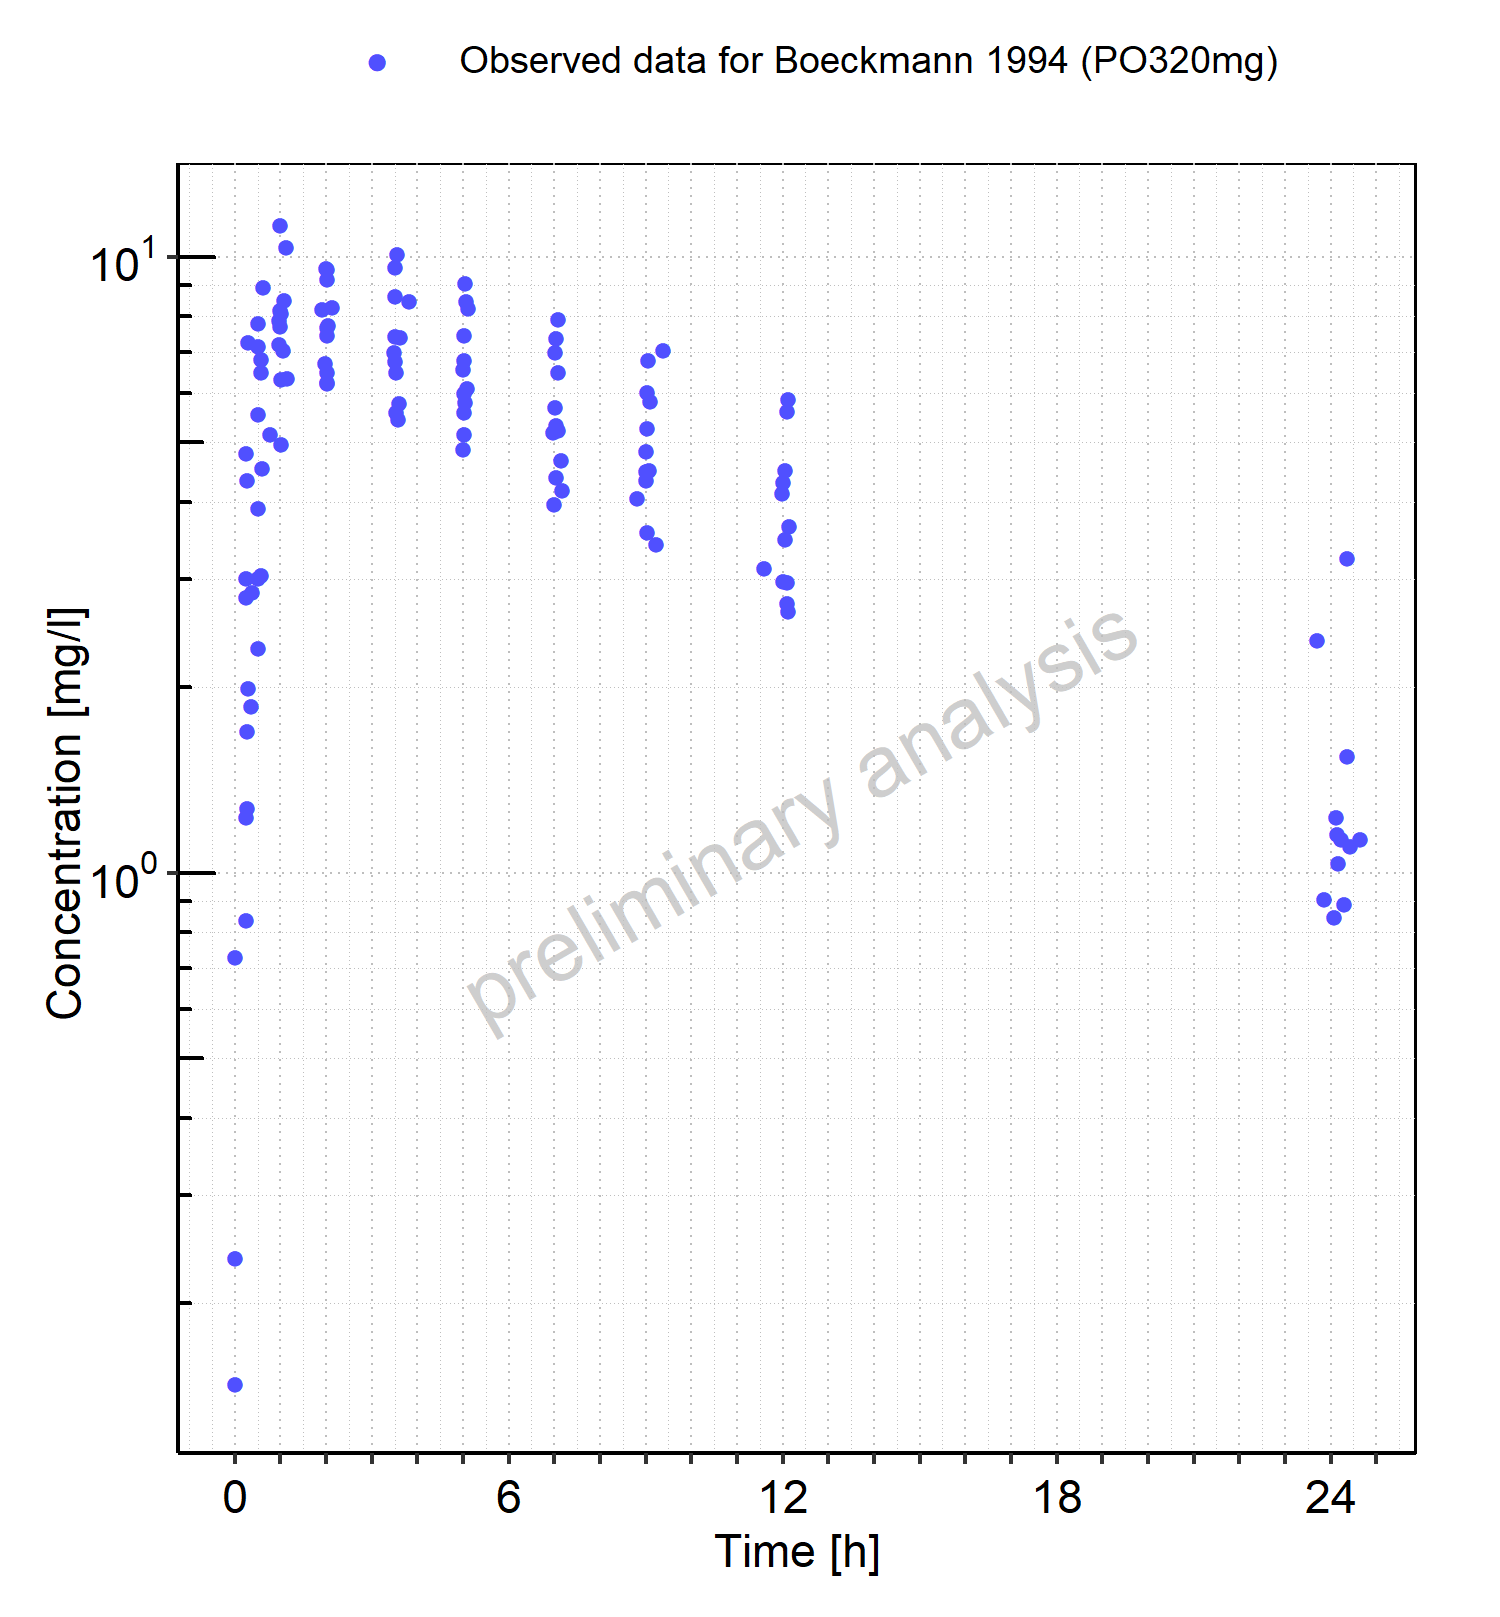 Observed data for Boeckmann 1994 (PO320mg)
10¹
10⁰
Concentration [mg/l]
preliminary analysis
0 6 12 18 24
Time [h]